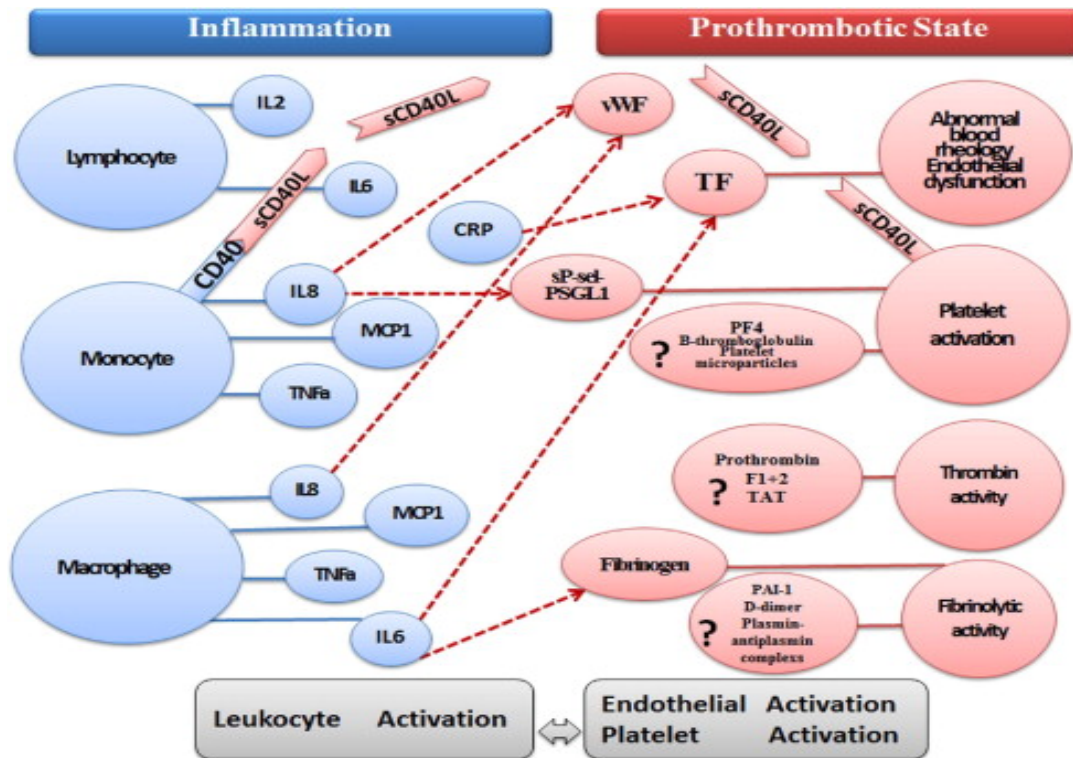 Inflammation
Prothrombotic State
Lymphocyte
IL2
IL6
sCD40L
sCD40L
CD40
Monocyte
IL8
MCP1
TNFa
CRP
Macrophage
IL8
MCP1
TNFa
IL6
vWF
TF
sCD40L
sCD40L
Abnormal
blood
rheology
Endothelial
dysfunction
sP-sel-
PSGL1
?
PF4
B-thromboglobulin
Platelet
microparticles
Platelet
activation
?
Prothrombin
F1+2
TAT
Thrombin
activity
Fibrinogen
?
PAI-1
D-dimer
Plasmin-
antiplasmin
complexs
Fibrinolytic
activity
Leukocyte Activation
Endothelial Activation
Platelet Activation